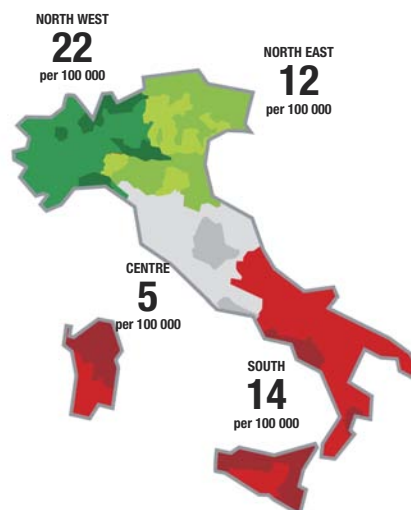 NORTH WEST
22
per 100 000
NORTH EAST
12
per 100 000
CENTRE
5
per 100 000
SOUTH
14
per 100 000